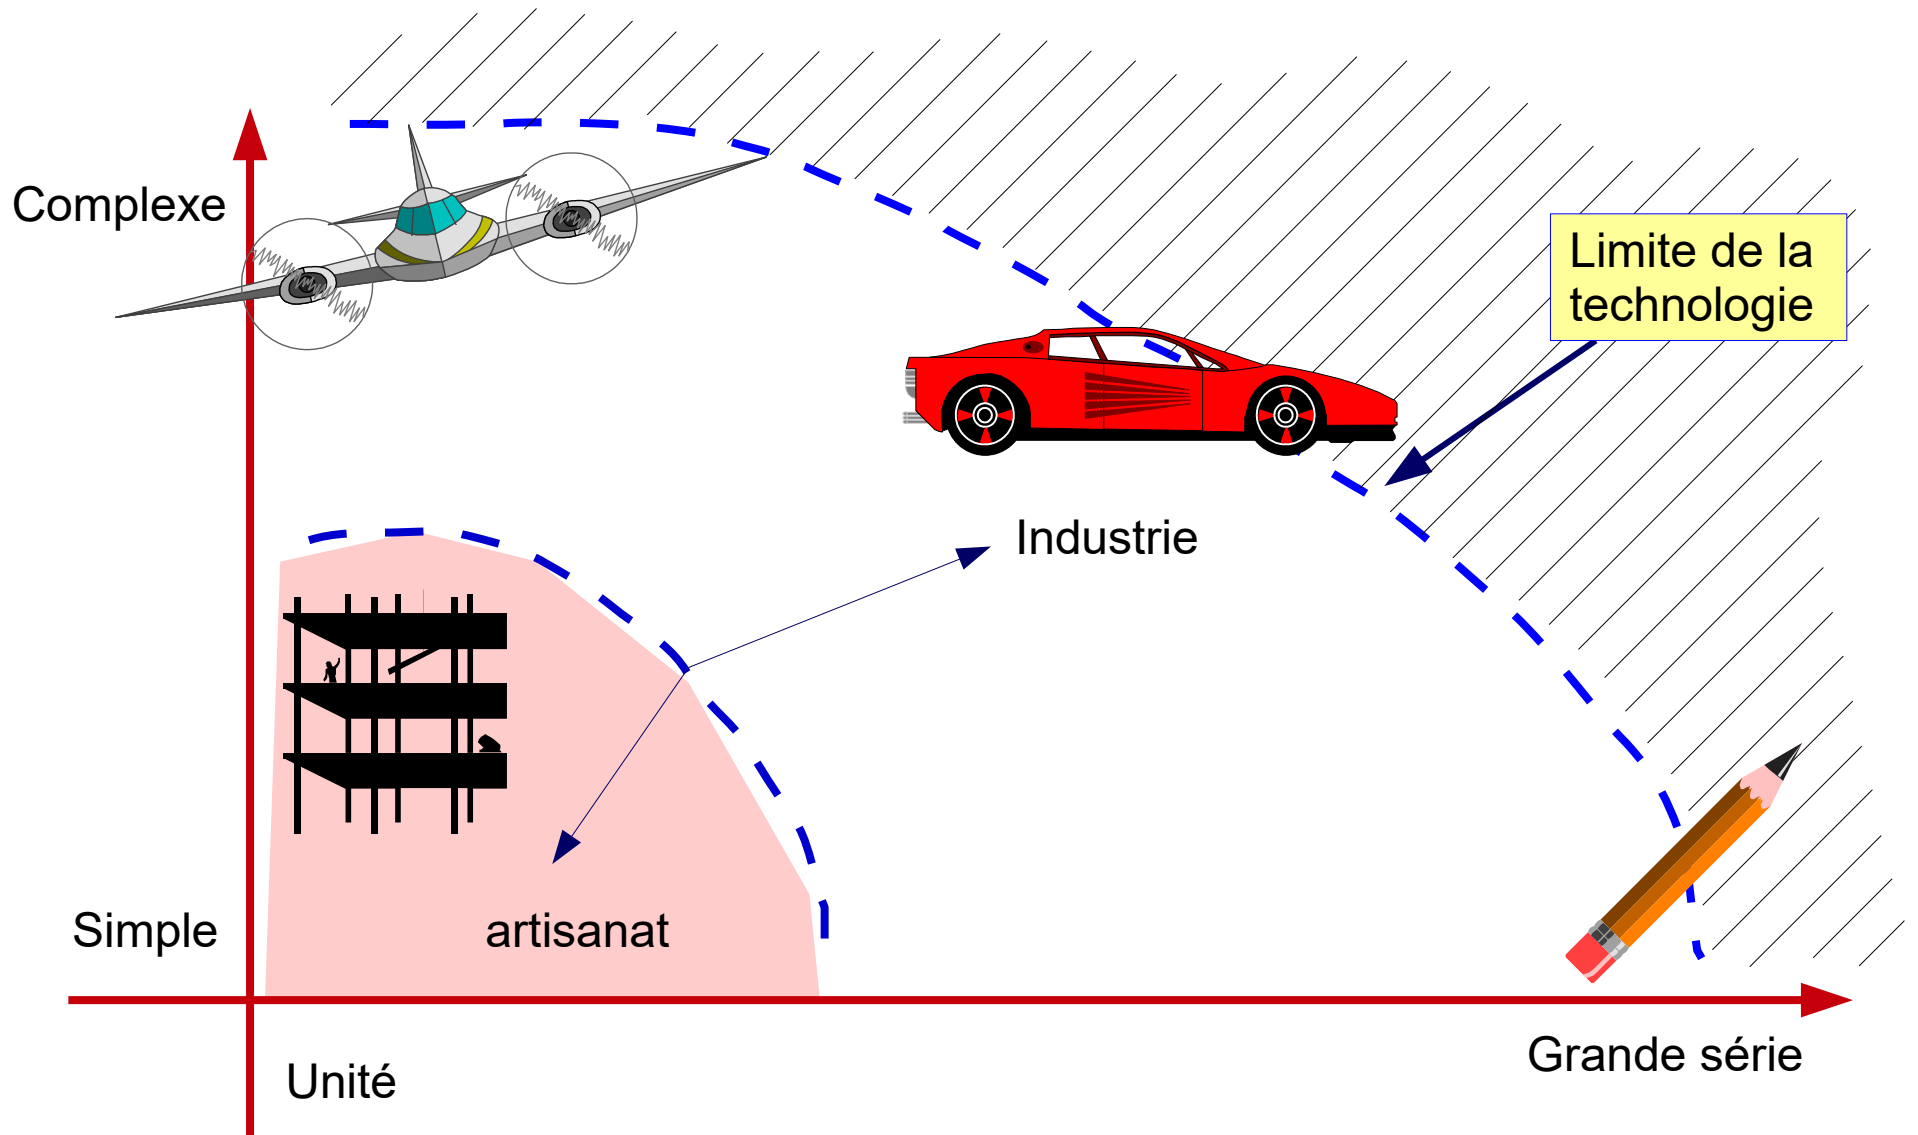 Complexe
Limite de la
technologie
Industrie
Simple
artisanat
Unité
Grande série